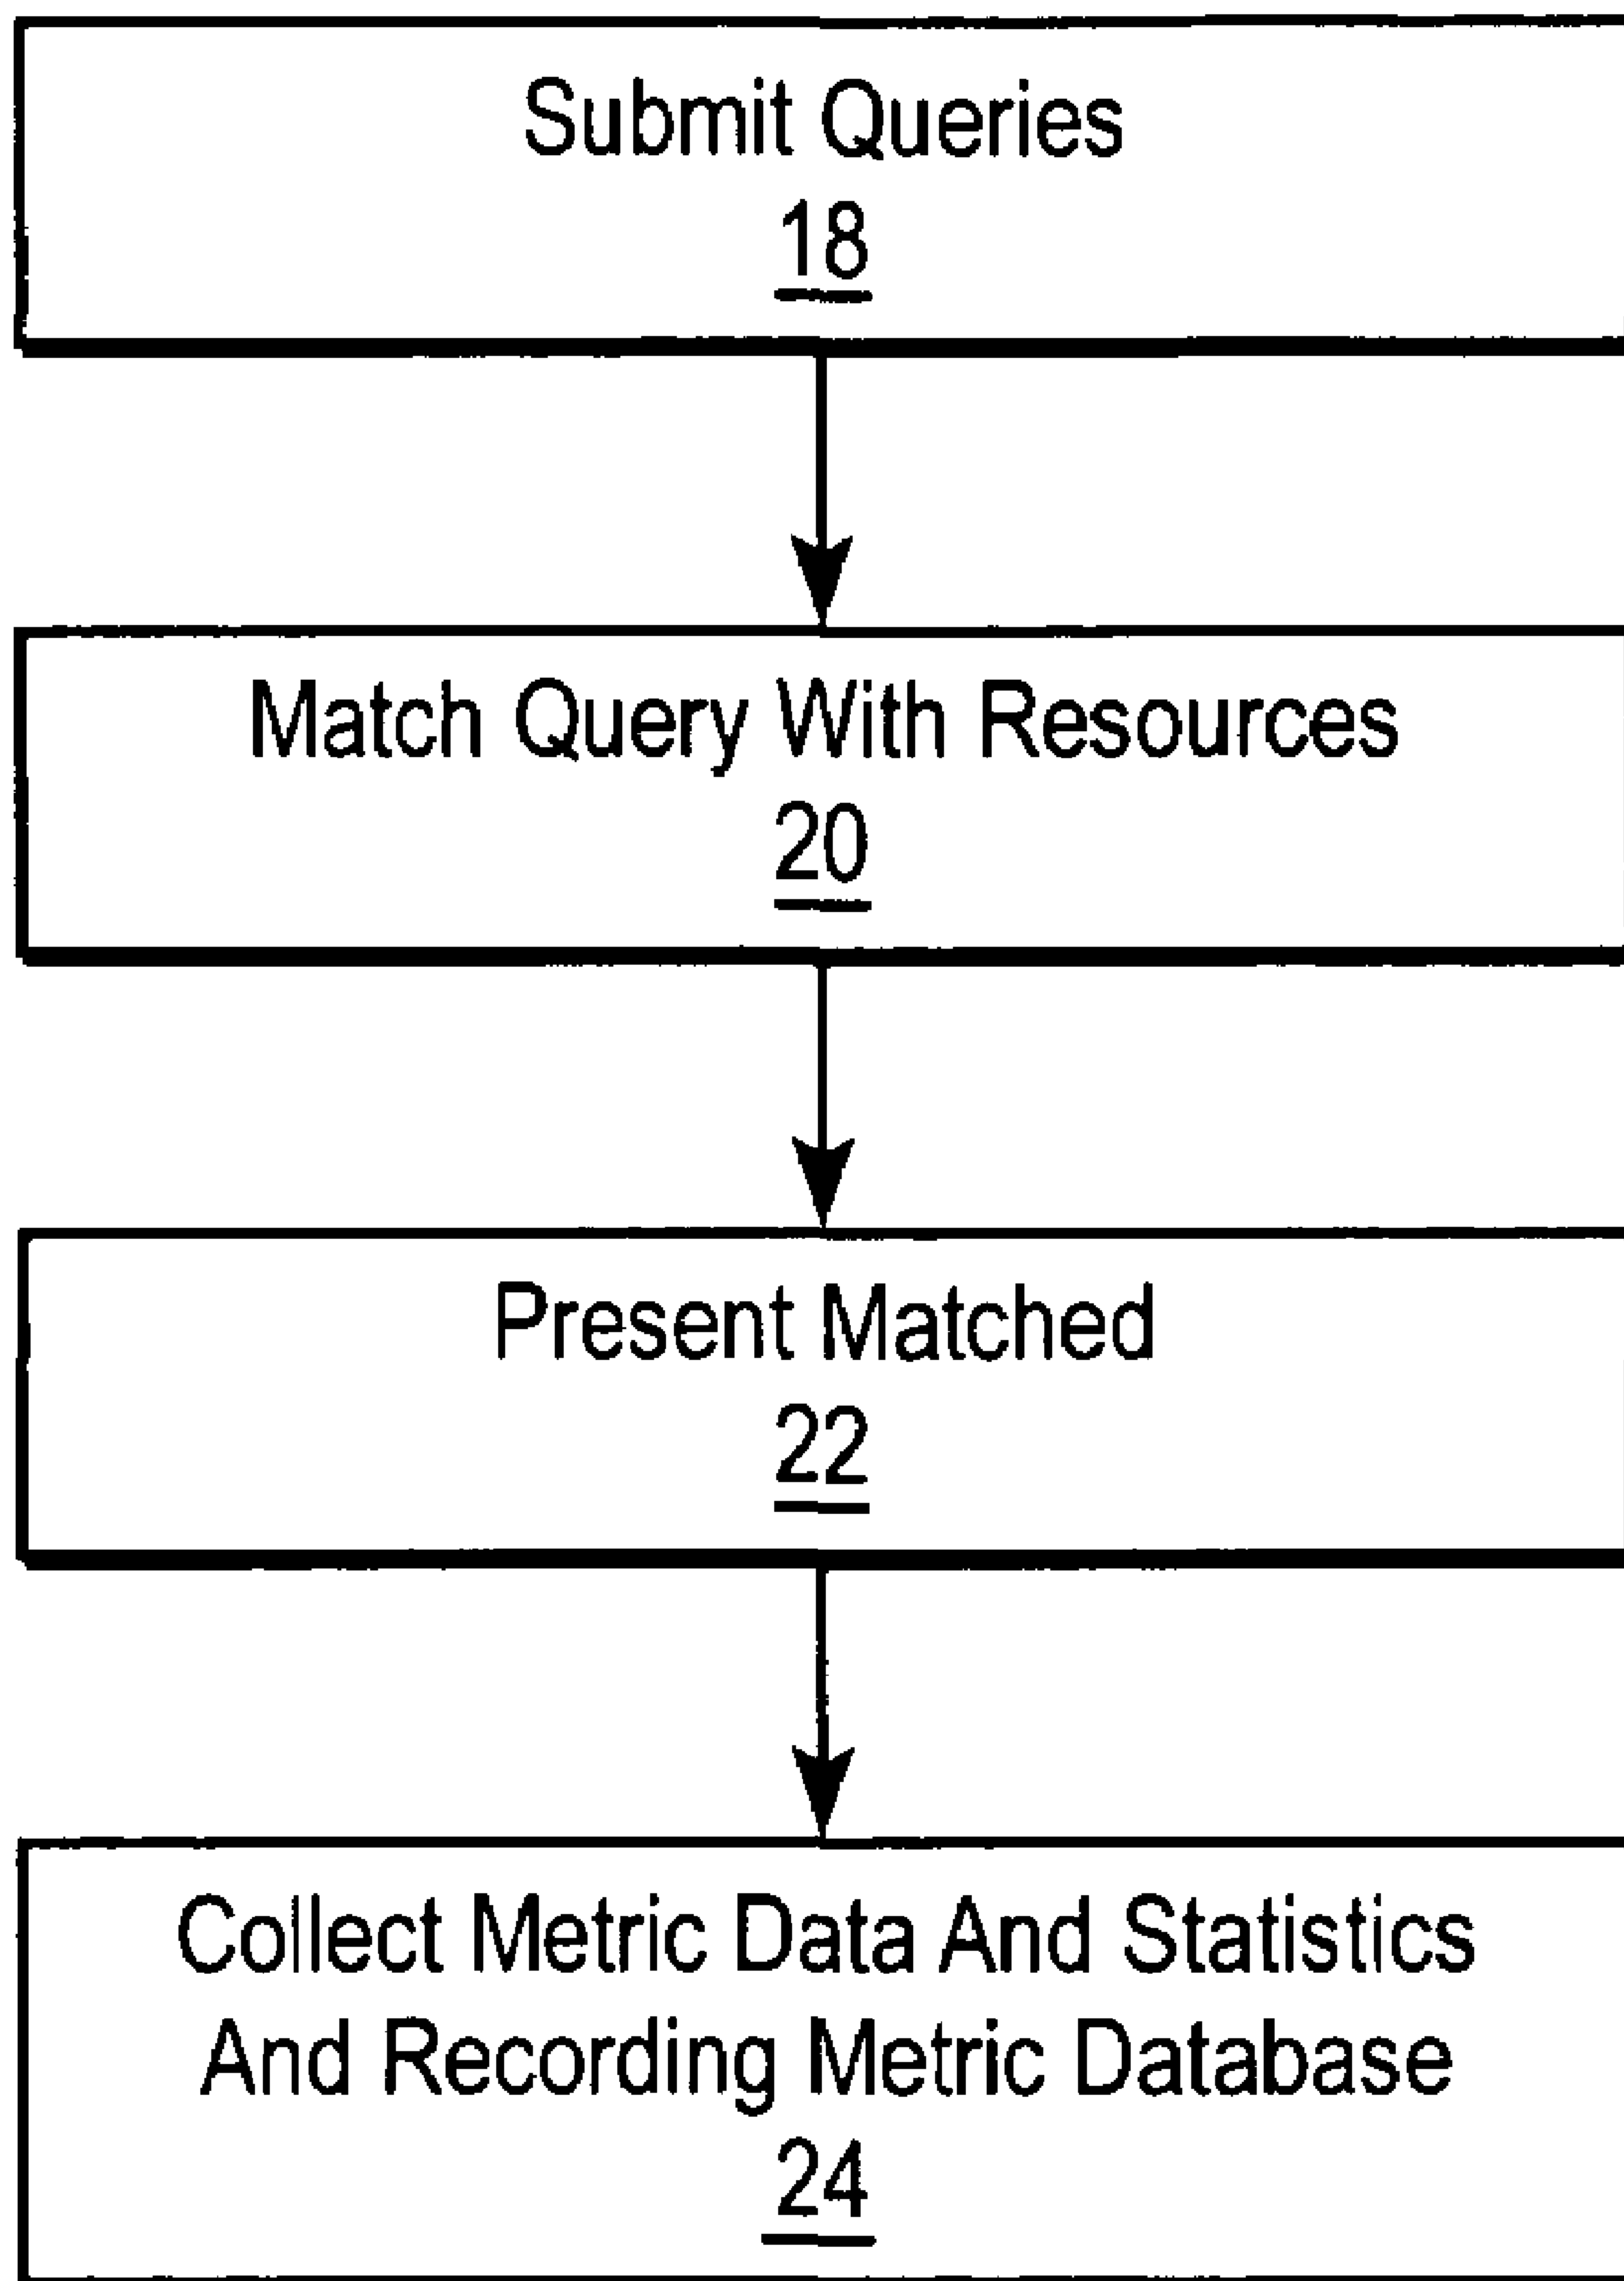 Submit Queries
18
Match Query With Resources
20
Present Matched
22
Collect Metric Data And Statistics
And Recording Metric Database
24